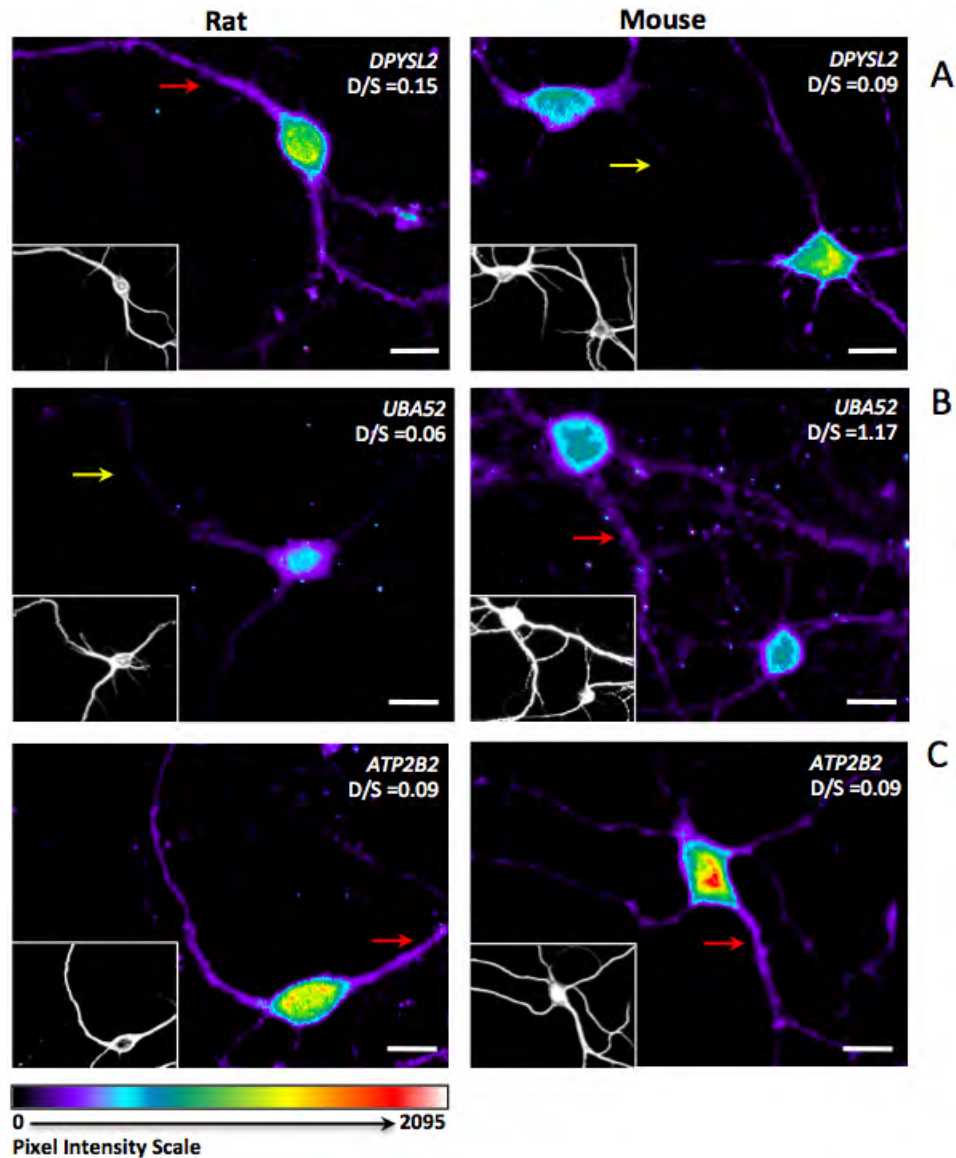 Rat
Mouse
DPYSL2
D/S =0.15
DPYSL2
D/S =0.09
A
UBA52
D/S =0.06
UBA52
D/S =1.17
B
ATP2B2
D/S =0.09
ATP2B2
D/S =0.09
C
0 2095
Pixel Intensity Scale